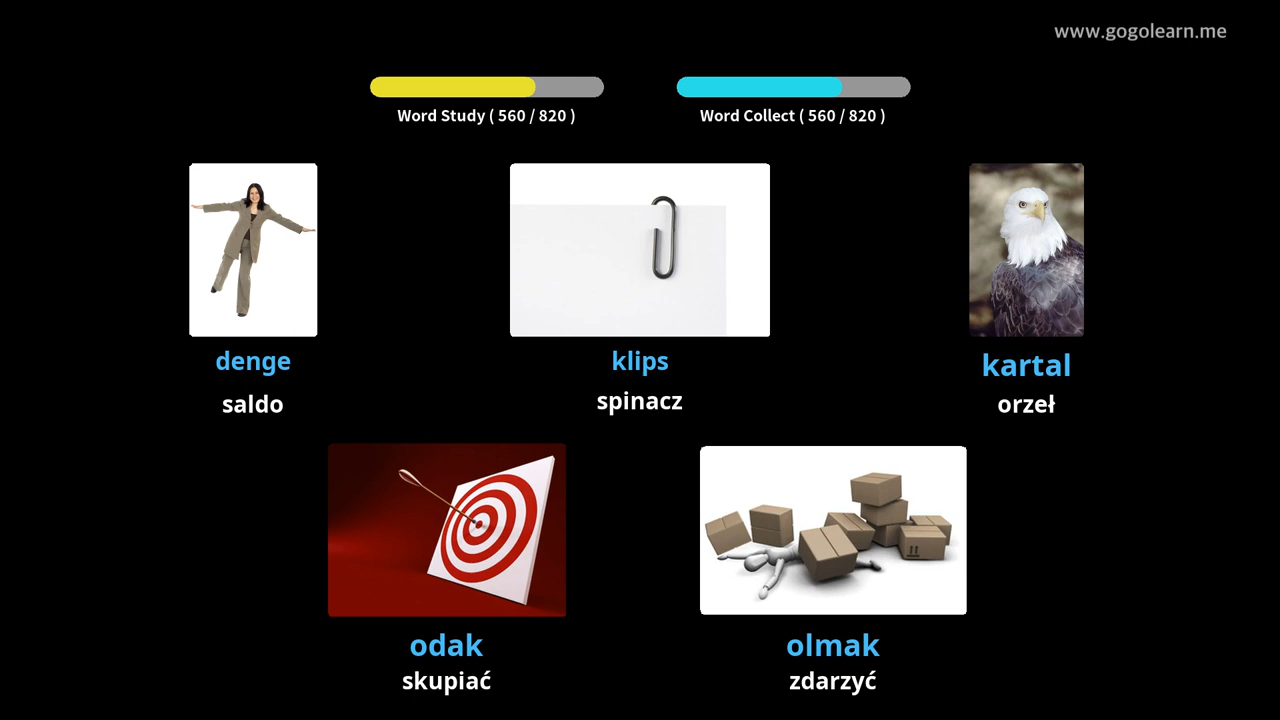 www.gogolearn.me
Word Study ( 560 / 820 )
Word Collect ( 560 / 820 )
denge
saldo
klips
spinacz
kartal
orzeł
odak
skupiać
olmak
zdarzyć